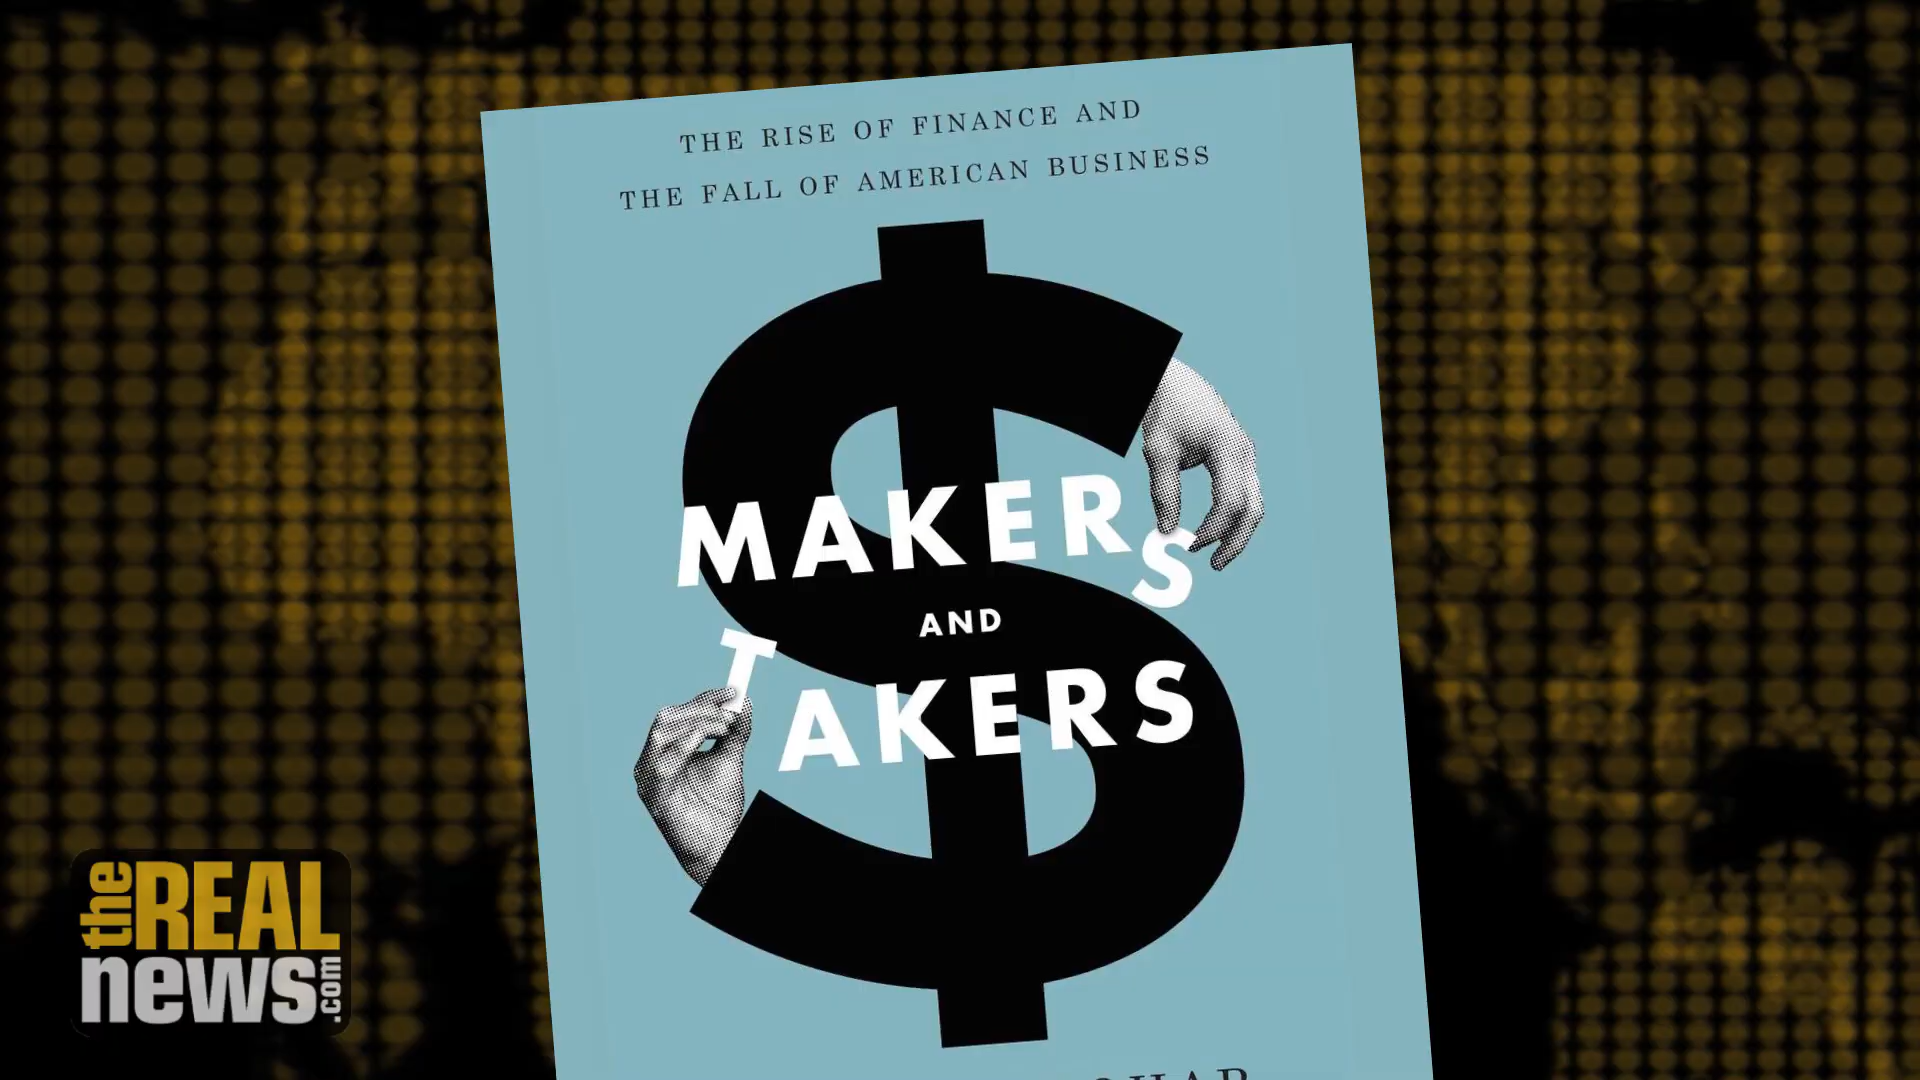 THE RISE OF FINANCE AND
THE FALL OF AMERICAN BUSINESS
MAKERS
AND
TAKERS
the REAL
news.com